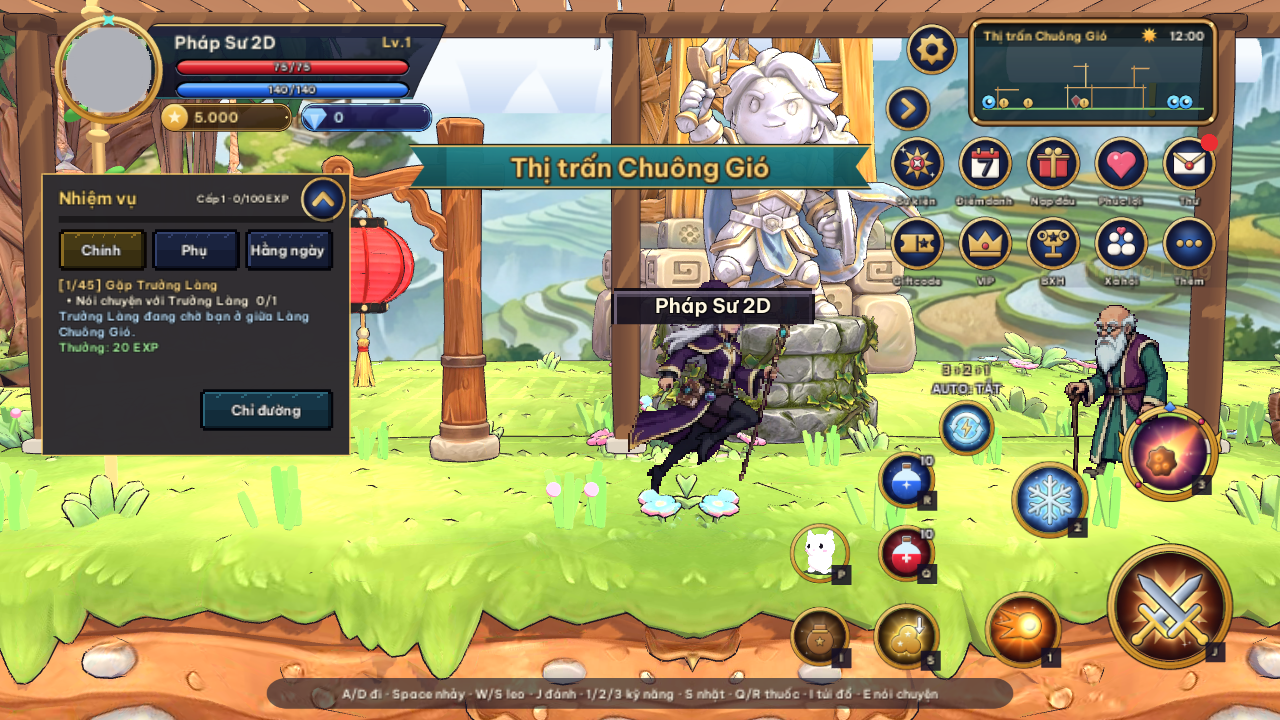 Pháp Sư 2D
Lv.1
75/75
140/140
5.000
0
Thị trấn Chuông Gió
12:00
Thị trấn Chuông Gió
Nhiệm vụ
Cấp 1 · 0/100 EXP
Chính
Phụ
Hằng ngày
[1/45] Gặp Trưởng Làng
• Nói chuyện với Trưởng Làng 0/1
Trưởng Làng đang chờ bạn ở giữa Làng
Chuông Gió.
Thưởng: 20 EXP
Chỉ đường
7
Sự kiện
Điểm danh
Nạp đầu
Phúc lợi
Thư
Giftcode
VIP
BXH
Xã hội
Thêm
Pháp Sư 2D
3 › 2 › 1
AUTO: TẮT
10
R
3
2
10
Q
P
I
S
1
J
A/D đi · Space nhảy · W/S leo · J đánh · 1/2/3 kỹ năng · S nhặt · Q/R thuốc · I túi đồ · E nói chuyện